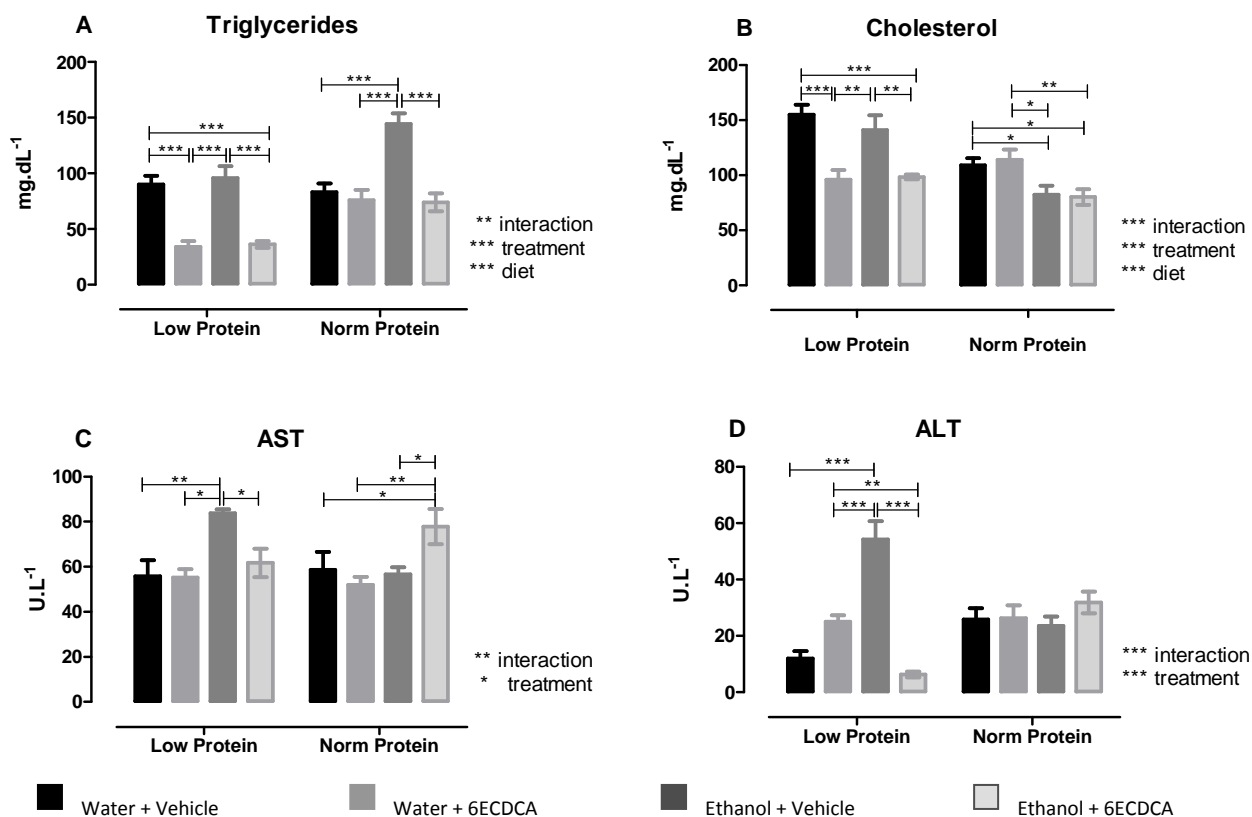 A Triglycerides
mg.dL-1
200
150
100
50
0
***
*** *** ***
***
*** ***
** interaction
*** treatment
*** diet
Low Protein Norm Protein
B Cholesterol
mg.dL-1
200
150
100
50
0
***
*** ** **
**
*
*
*
*** interaction
*** treatment
*** diet
Low Protein Norm Protein
C AST
U.L-1
100
80
60
40
20
0
**
* *
*
**
*
** interaction
* treatment
Low Protein Norm Protein
D ALT
U.L-1
80
60
40
20
0
***
**
*** ***
*** interaction
*** treatment
Low Protein Norm Protein
Water + Vehicle Water + 6ECDCA Ethanol + Vehicle Ethanol + 6ECDCA